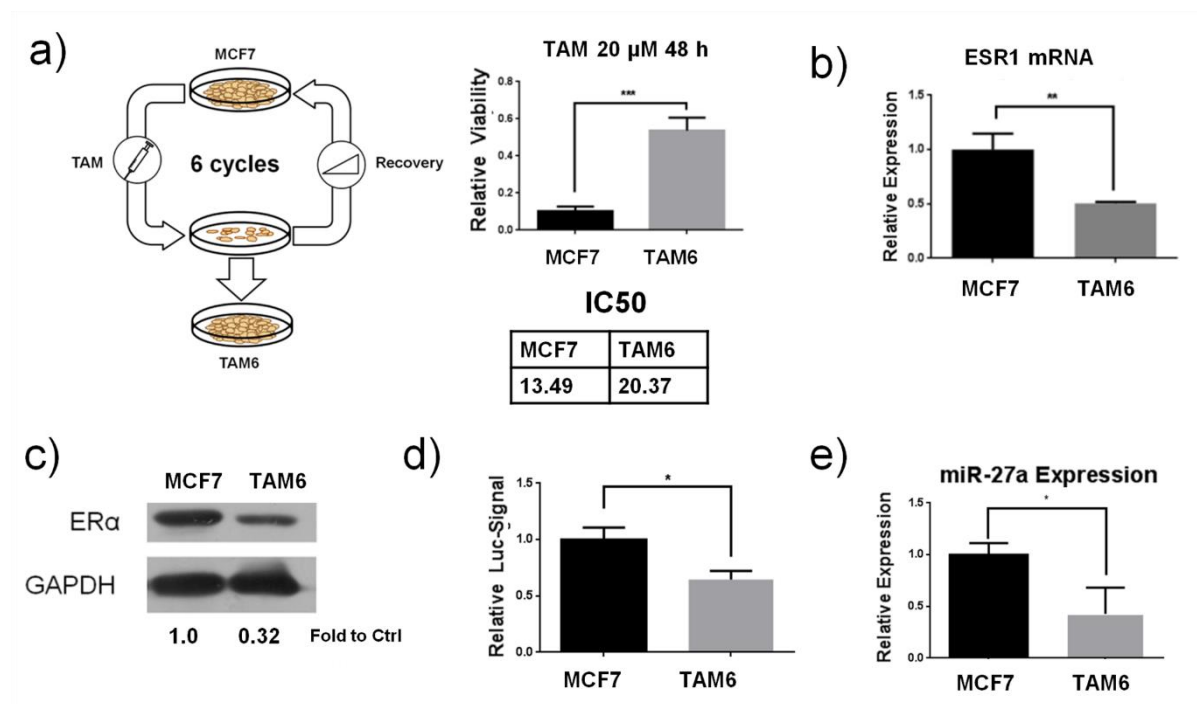 a)
MCF7
TAM
6 cycles
Recovery
TAM6
TAM 20 µM 48 h
Relative Viability
0.8
0.6
0.4
0.2
0.0
***
MCF7 TAM6
IC50
MCF7 TAM6
13.49 20.37
b)
ESR1 mRNA
Relative Expression
1.5
1.0
0.5
0.0
**
MCF7 TAM6
c)
MCF7 TAM6
ERα
GAPDH
1.0 0.32 Fold to Ctrl
d)
Relative Luc-Signal
1.5
1.0
0.5
0.0
*
MCF7 TAM6
e)
miR-27a Expression
Relative Expression
1.5
1.0
0.5
0.0
*
MCF7 TAM6